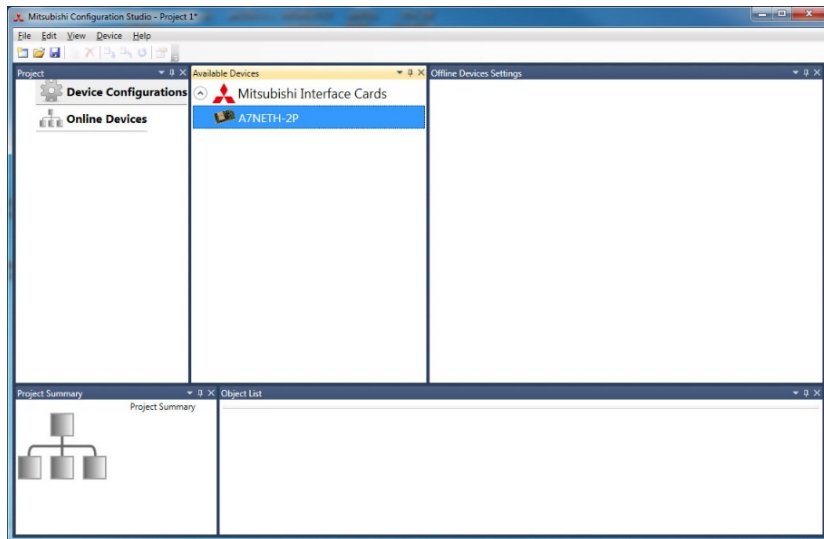 Mitsubishi Configuration Studio - Project 1*
File Edit View Device Help
Project
Device Configurations
Online Devices
Available Devices
Mitsubishi Interface Cards
A7NETH-2P
Offline Devices Settings
Project Summary
Project Summary
Object List